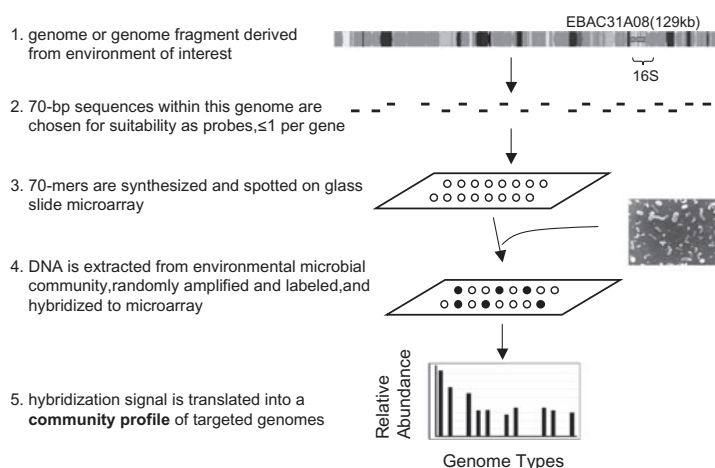 EBAC31A08(129kb)
1. genome or genome fragment derived
from environment of interest
16S
2. 70-bp sequences within this genome are
chosen for suitability as probes,≤1 per gene
3. 70-mers are synthesized and spotted on glass
slide microarray
4. DNA is extracted from environmental microbial
community,randomly amplified and labeled,and
hybridized to microarray
5. hybridization signal is translated into a
community profile of targeted genomes
Relative
Abundance
Genome Types